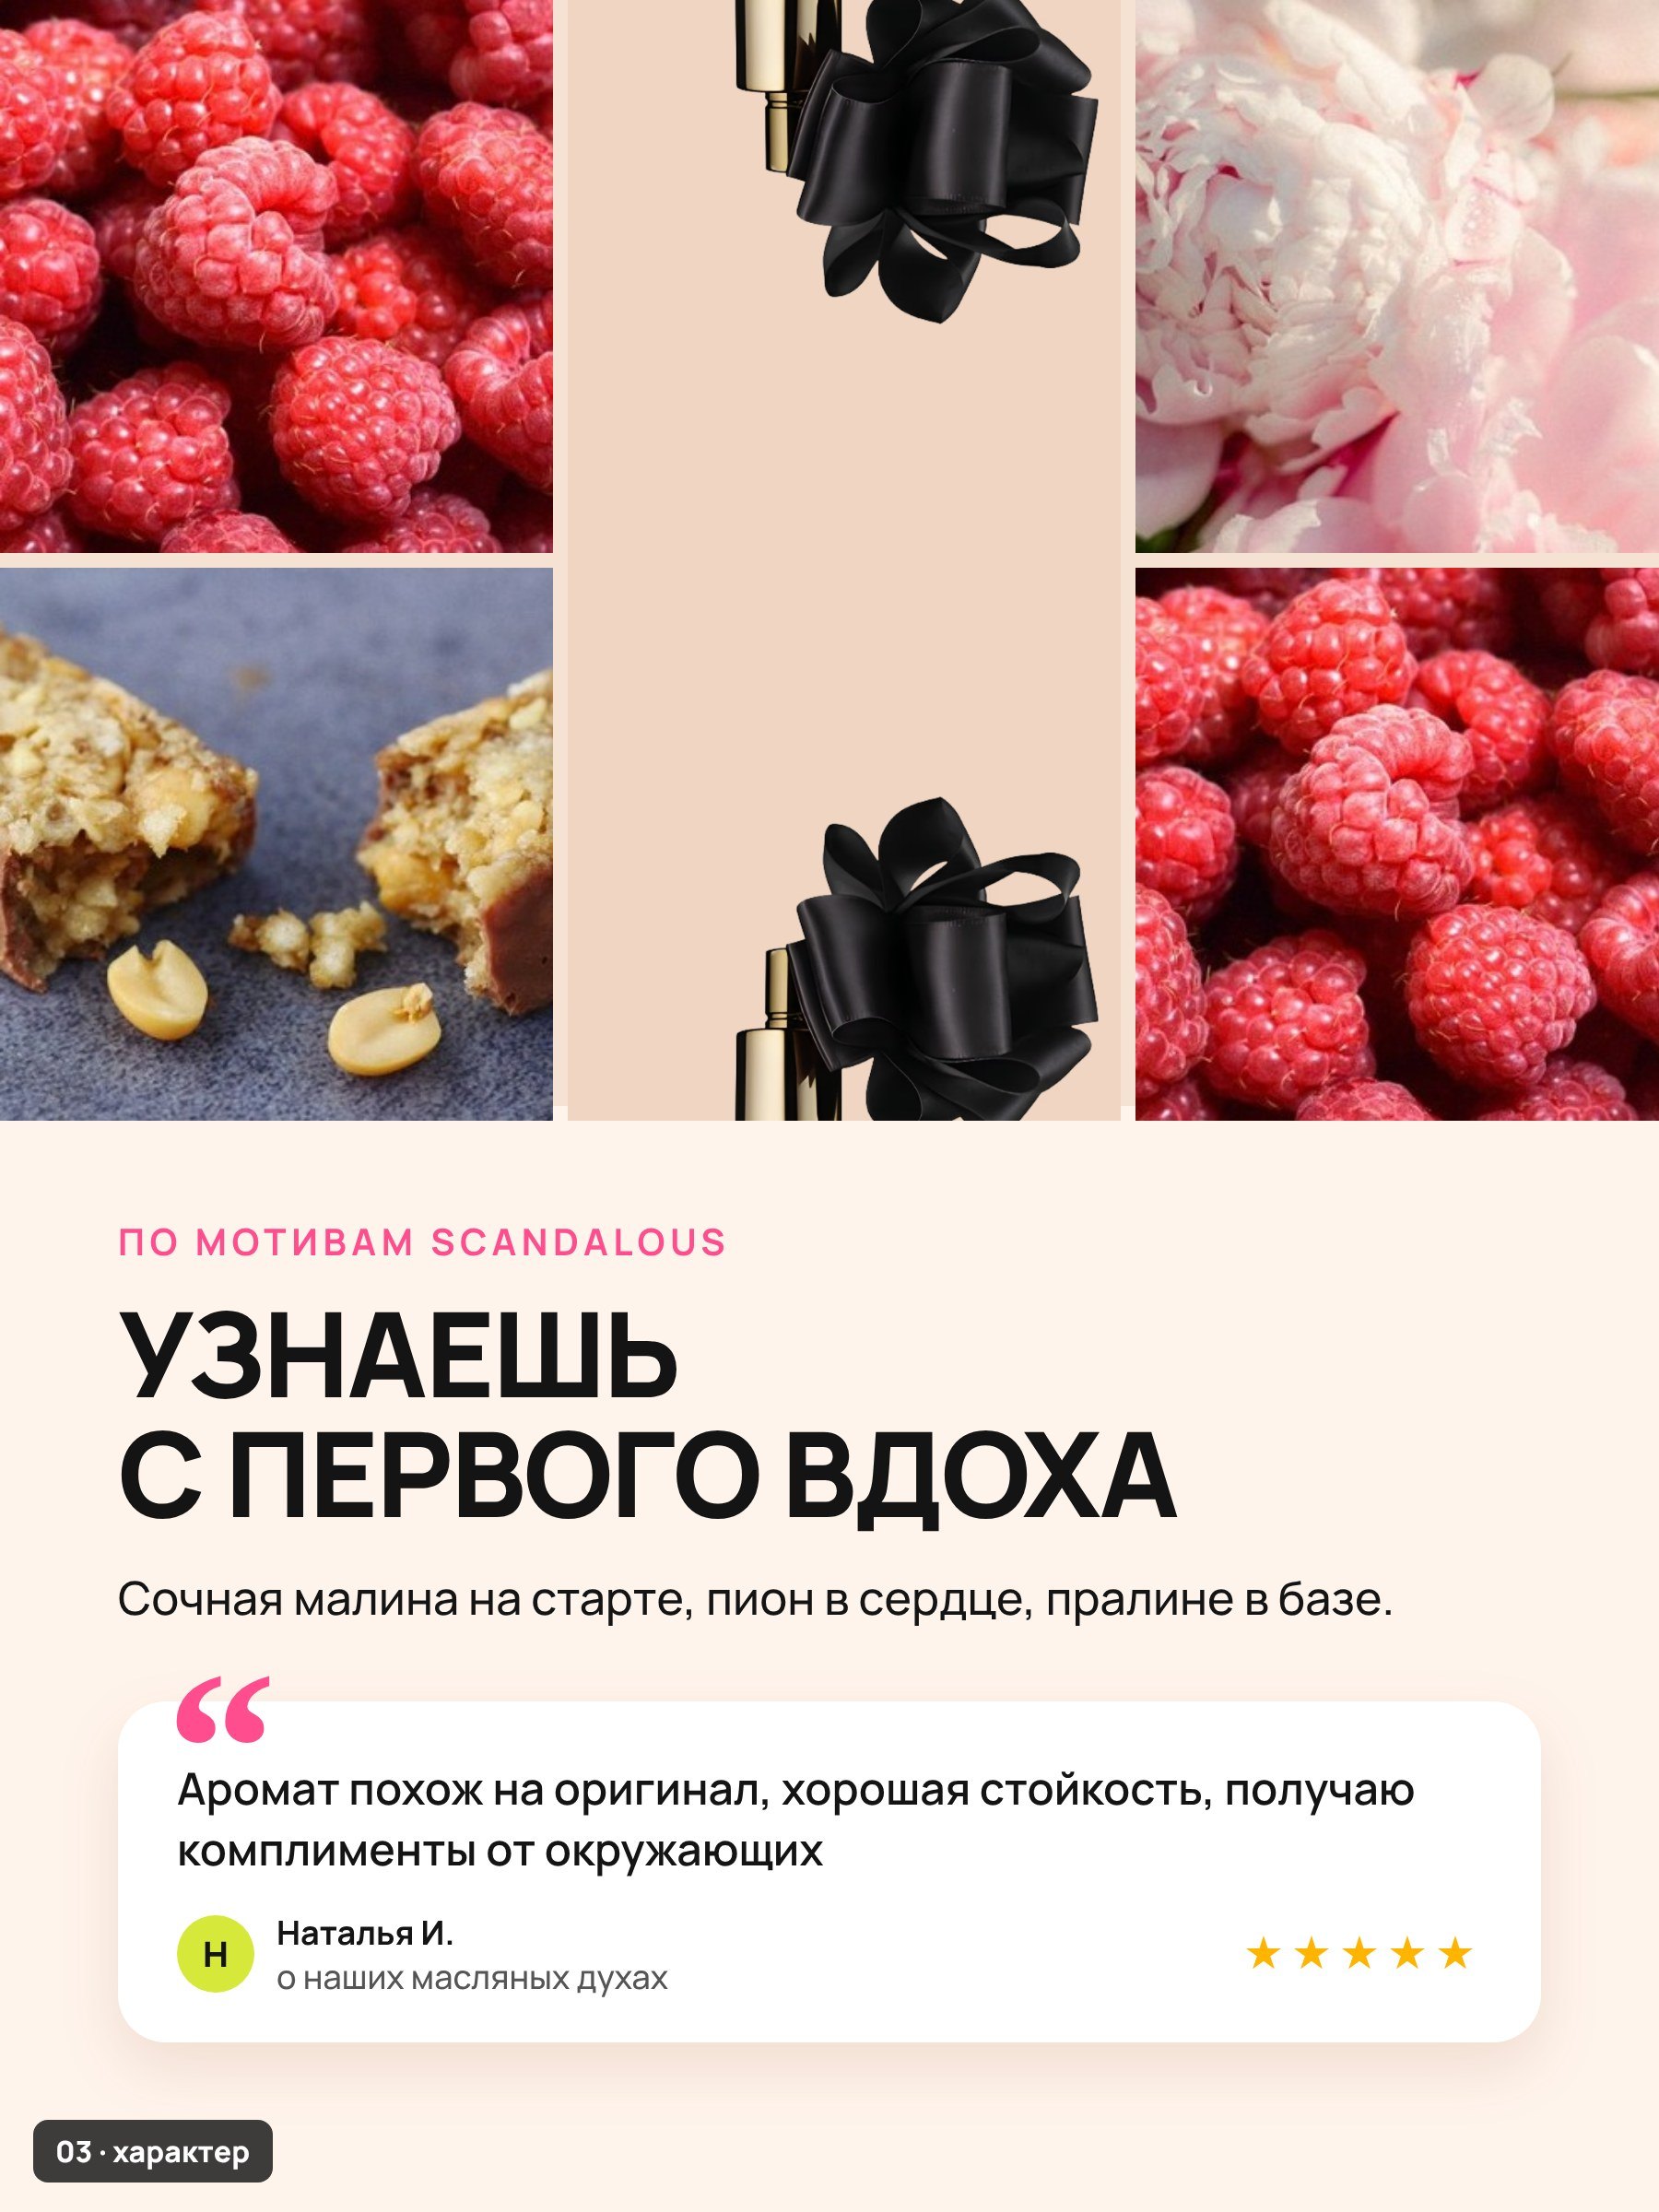 ПО МОТИВАМ SCANDALOUS
УЗНАЕШЬ
С ПЕРВОГО ВДОХА
Сочная малина на старте, пион в сердце, пралине в базе.
“
Аромат похож на оригинал, хорошая стойкость, получаю
комплименты от окружающих
Н
Наталья И.
о наших масляных духах
★★★★★
03 · характер